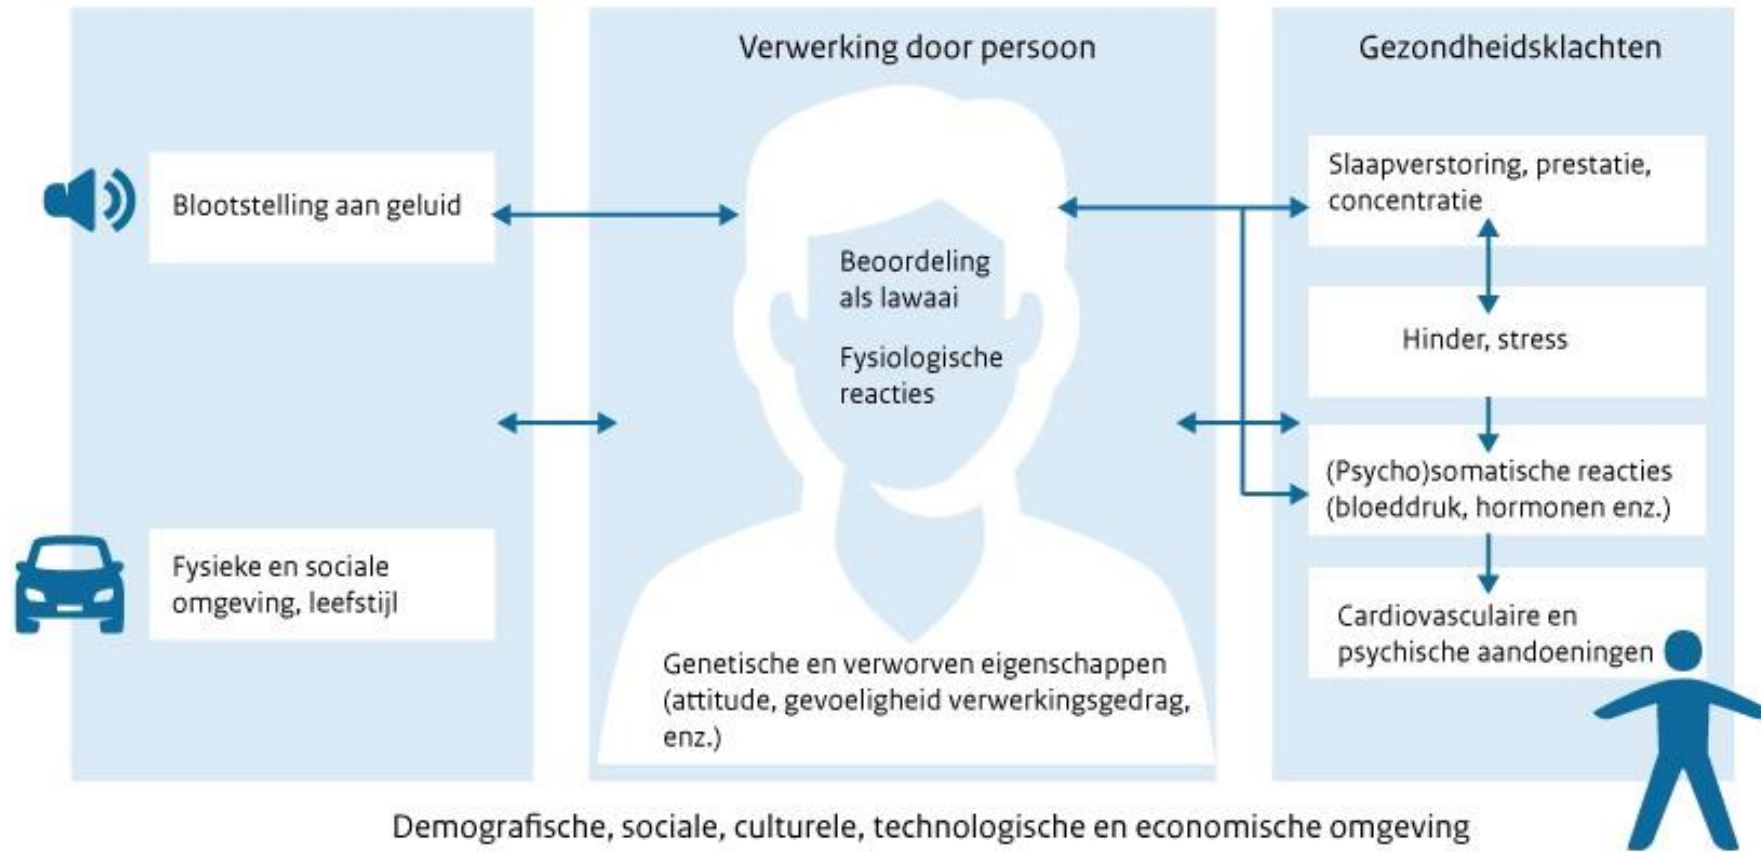 Verwerking door persoon
Gezondheidsklachten
Blootstelling aan geluid
Fysieke en sociale
omgeving, leefstijl
Beoordeling
als lawaai
Fysiologische
reacties
Genetische en verworven eigenschappen
(attitude, gevoeligheid verwerkingsgedrag,
enz.)
Slaapverstoring, prestatie,
concentratie
Hinder, stress
(Psycho)somatische reacties
(bloeddruk, hormonen enz.)
Cardiovasculaire en
psychische aandoeningen
Demografische, sociale, culturele, technologische en economische omgeving